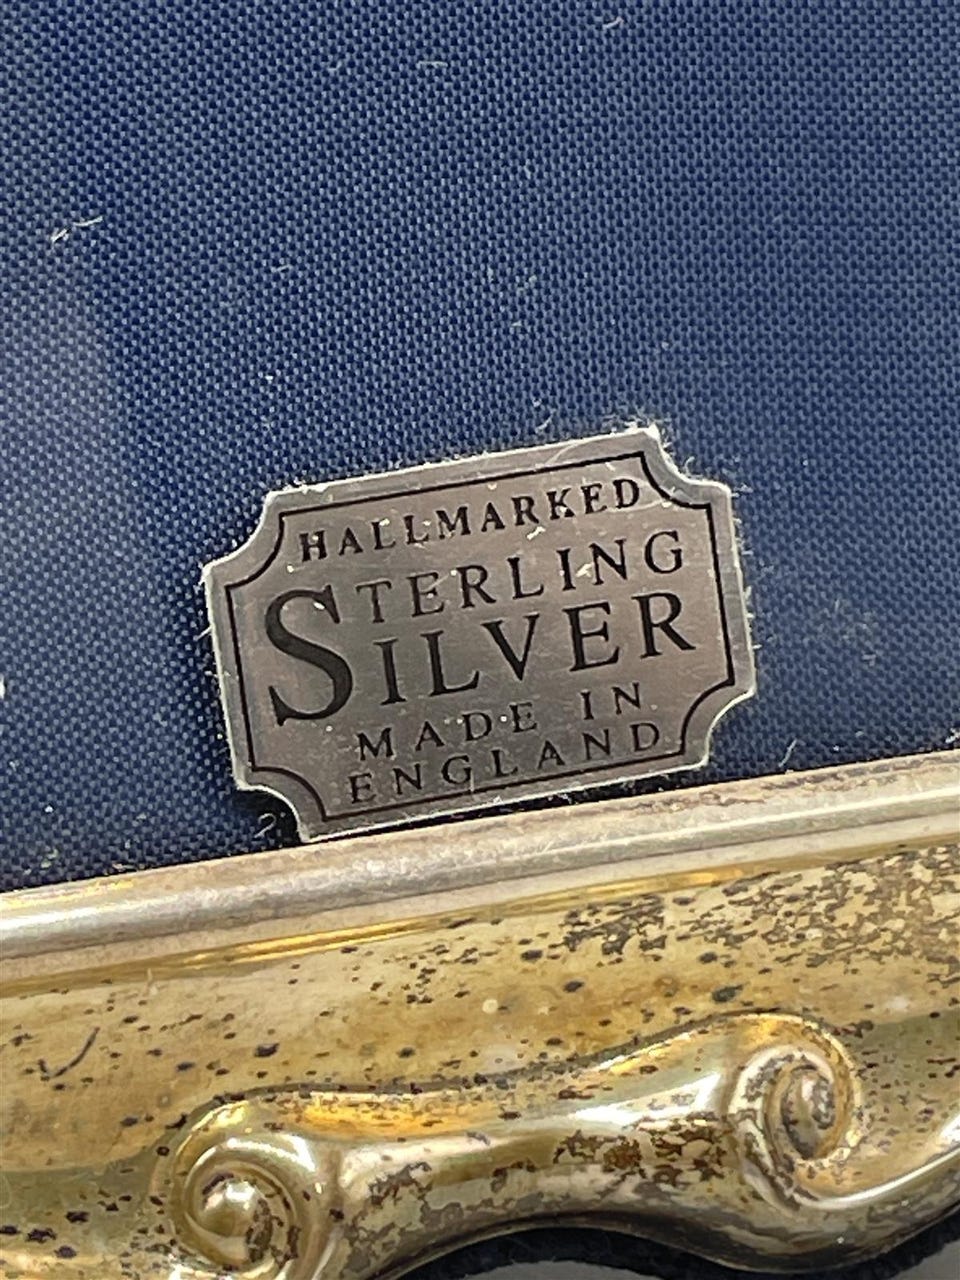 HALLMARKED
STERLING
SILVER
MADE IN
ENGLAND